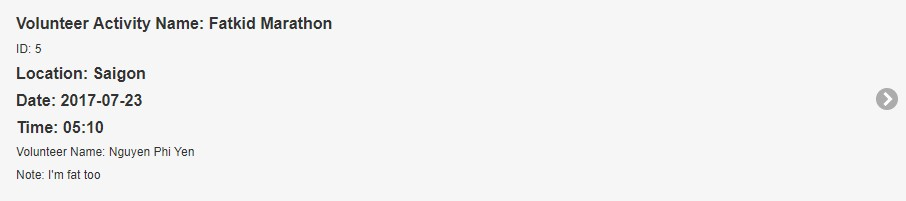 Volunteer Activity Name: Fatkid Marathon
ID: 5
Location: Saigon
Date: 2017-07-23
Time: 05:10
Volunteer Name: Nguyen Phi Yen
Note: I'm fat too